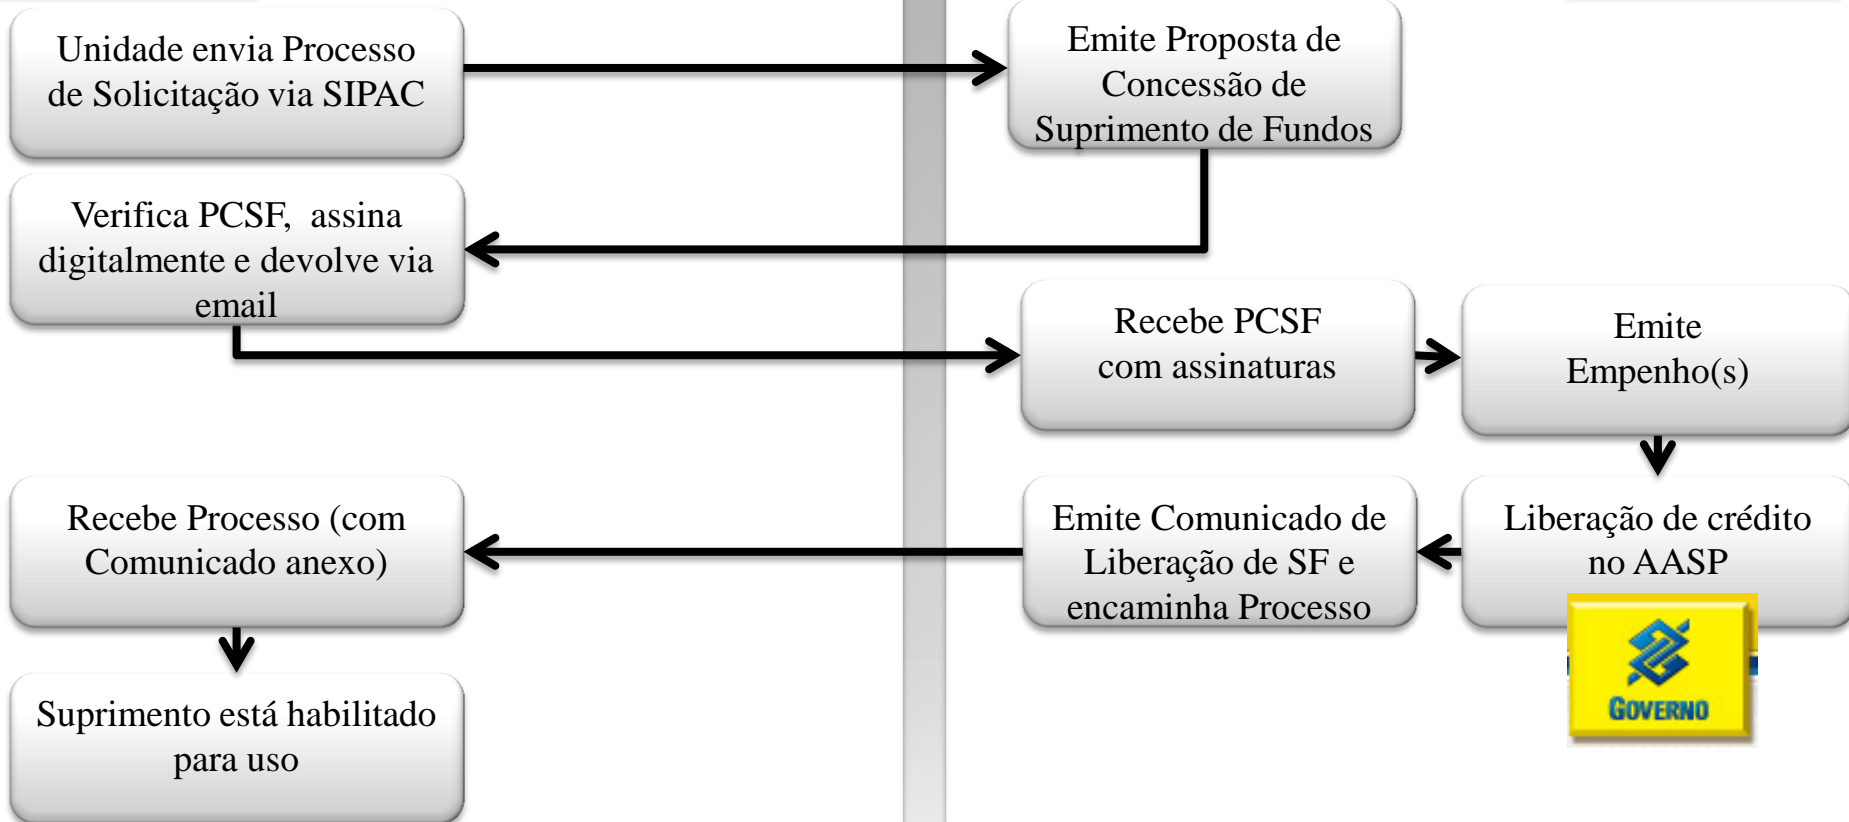 Unidade envia Processo
de Solicitação via SIPAC
Emite Proposta de
Concessão de
Suprimento de Fundos
Verifica PCSF,  assina
digitalmente e devolve via
email
Recebe PCSF
com assinaturas
Emite
Empenho(s)
Liberação de crédito
no AASP
GOVERNO
Emite Comunicado de
Liberação de SF e
encaminha Processo
Recebe Processo (com
Comunicado anexo)
Suprimento está habilitado
para uso